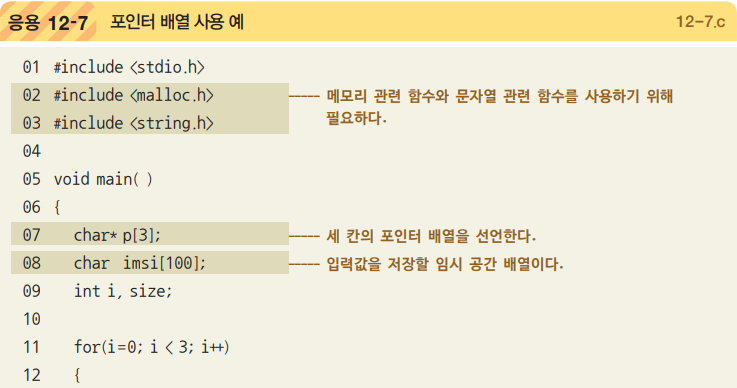 응용 12-7 포인터 배열 사용 예 12-7.c
01 #include <stdio.h>
02 #include <malloc.h> 메모리 관련 함수와 문자열 관련 함수를 사용하기 위해
필요하다.
03 #include <string.h>
04
05 void main( )
06 {
07 char* p[3]; 세 칸의 포인터 배열을 선언한다.
08 char imsi[100]; 입력값을 저장할 임시 공간 배열이다.
09 int i, size;
10
11 for(i=0; i < 3; i++)
12 {